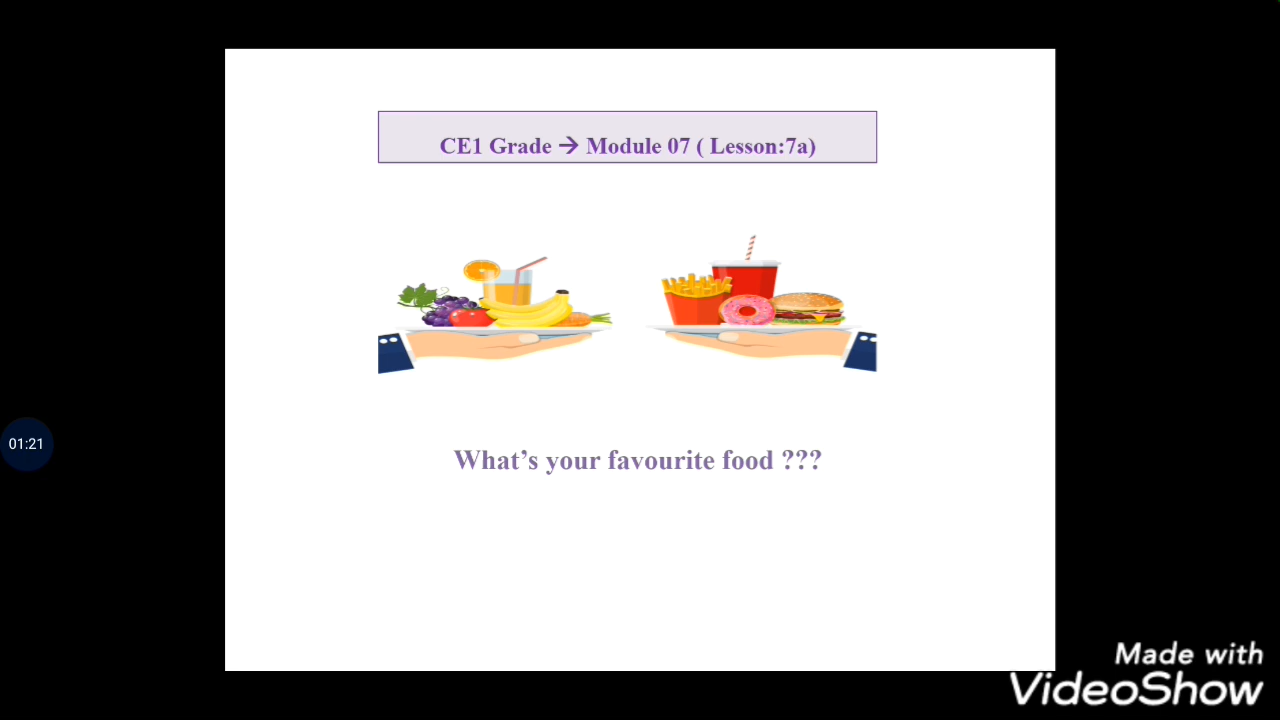 CE1 Grade → Module 07 ( Lesson:7a)
01:21
What's your favourite food ???
Made with
VideoShow